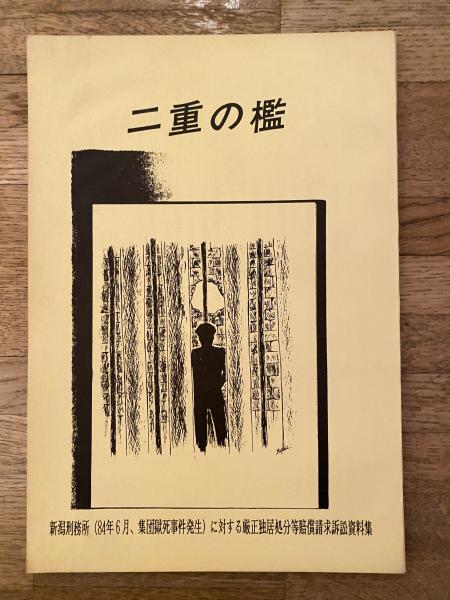 二重の檻
新潟刑務所（84年6月、集団獄死事件発生）に対する厳正独居処分等賠償請求訴訟資料集